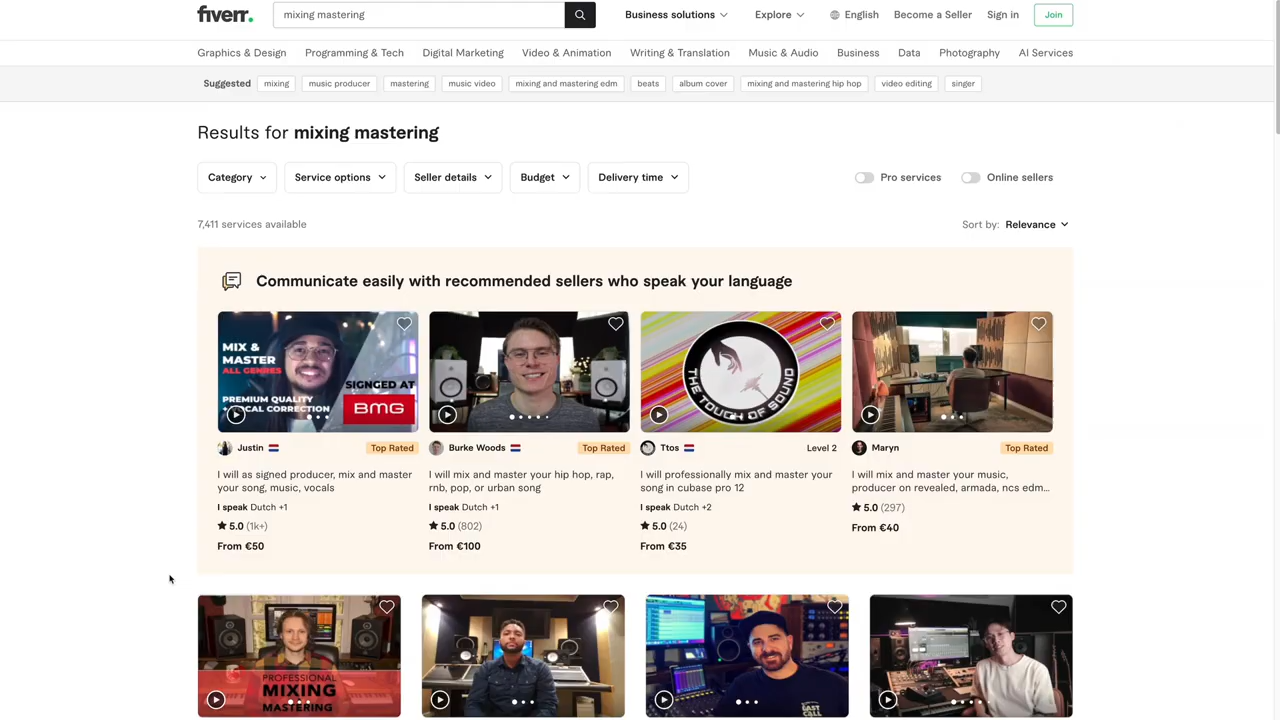 fiverr.
mixing mastering
Business solutions
Explore
English
Become a Seller
Sign in
Join
Graphics & Design
Programming & Tech
Digital Marketing
Video & Animation
Writing & Translation
Music & Audio
Business
Data
Photography
AI Services
Suggested
mixing
music producer
mastering
music video
mixing and mastering edm
beats
album cover
mixing and mastering hip hop
video editing
singer
Results for mixing mastering
Category
Service options
Seller details
Budget
Delivery time
Pro services
Online sellers
7,411 services available
Sort by: Relevance
Communicate easily with recommended sellers who speak your language
MIX &
MASTER
ALL GENRES
SIGNGED AT
PREMIUM QUALITY
BMG
THE TOUCH OF SOUND
Justin
Top Rated
I will as signed producer, mix and master
your song, music, vocals
I speak Dutch +1
5.0 (1k+)
From €50
Burke Woods
Top Rated
I will mix and master your hip hop, rap,
rnb, pop, or urban song
I speak Dutch +1
5.0 (802)
From €100
Ttos
Level 2
I will professionally mix and master your
song in cubase pro 12
I speak Dutch +2
5.0 (24)
From €35
Maryn
Top Rated
I will mix and master your music,
producer on revealed, armada, ncs edm...
5.0 (297)
From €40
PROFESSIONAL
MIXING
MASTERING
LAST
CALL